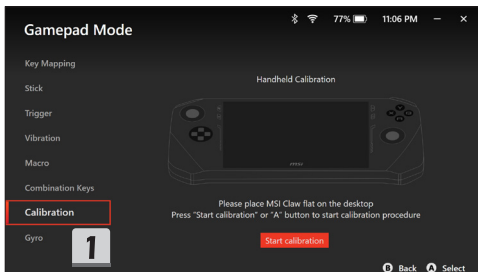 Gamepad Mode
77%
11:06 PM
Key Mapping
Stick
Trigger
Vibration
Macro
Combination Keys
Calibration
Gyro
1
Handheld Calibration
msi
Please place MSI Claw flat on the desktop
Press "Start calibration" or "A" button to start calibration procedure
Start calibration
B Back A Select